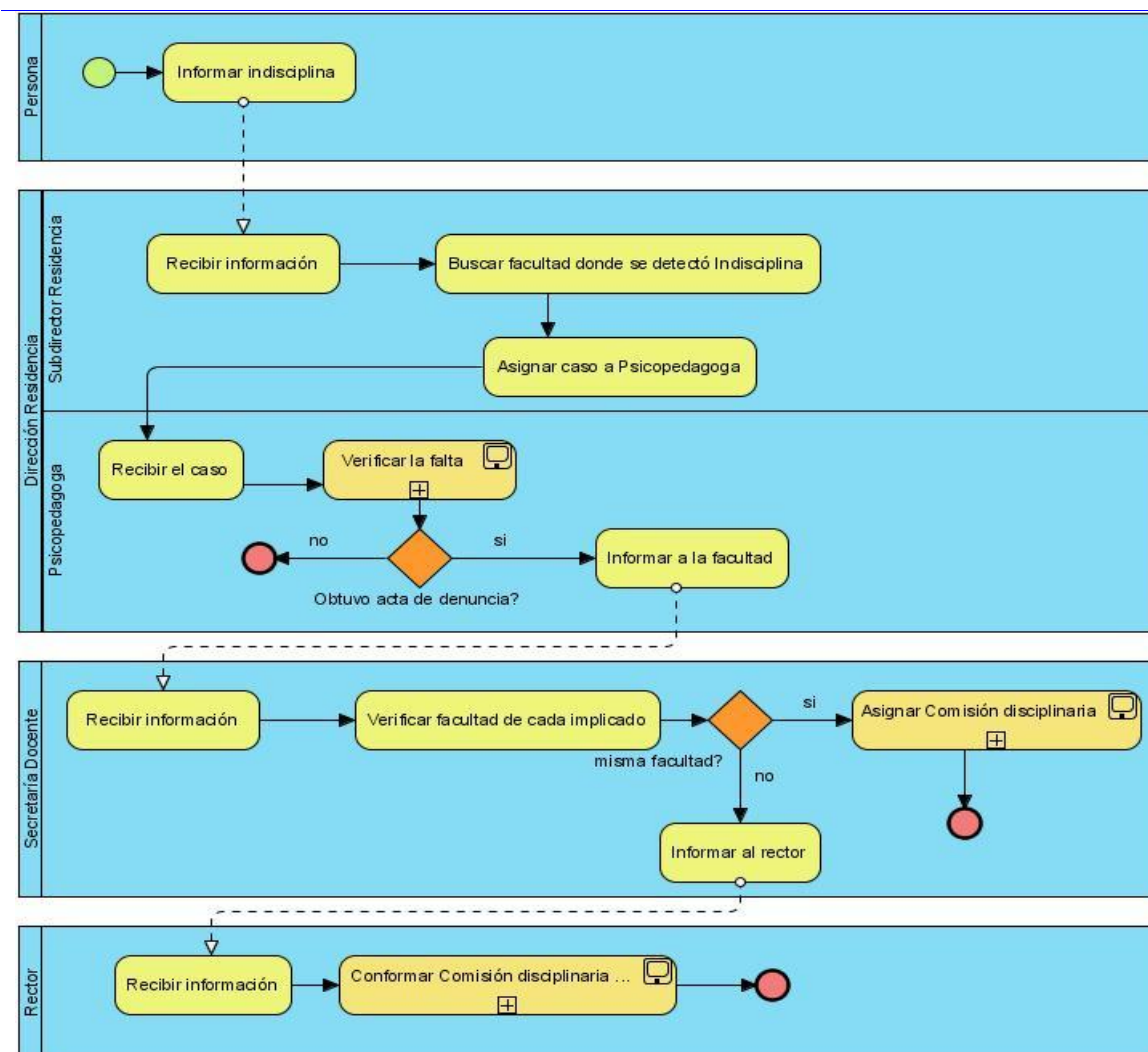 Persona
Informar indisciplina
Dirección Residencia
Subdirector Residencia
Recibir información
Buscar facultad donde se detectó Indisciplina
Asignar caso a Psicopedagoga
Psicopedagoga
Recibir el caso
Verificar la falta
no
si
Informar a la facultad
Obtuvo acta de denuncia?
Secretaría Docente
Recibir información
Verificar facultad de cada implicado
si
Asignar Comisión disciplinaria
misma facultad?
no
Informar al rector
Rector
Recibir información
Conformar Comisión disciplinaria ...